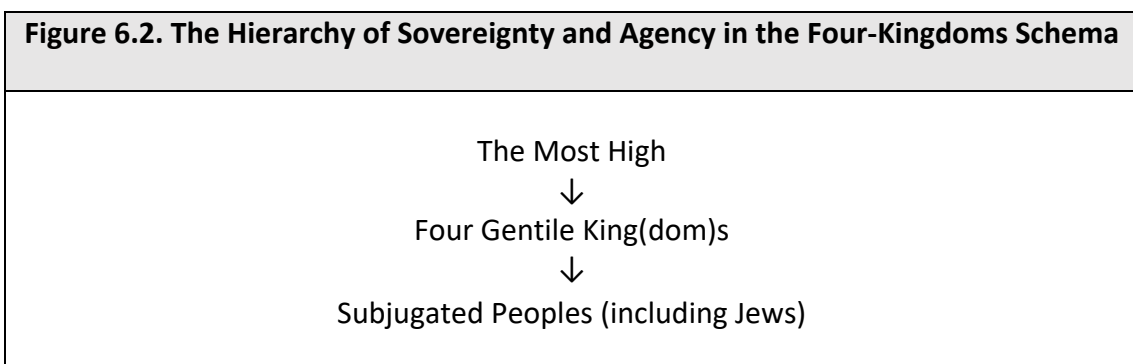 Figure 6.2. The Hierarchy of Sovereignty and Agency in the Four-Kingdoms Schema
The Most High
↓
Four Gentile King(dom)s
↓
Subjugated Peoples (including Jews)